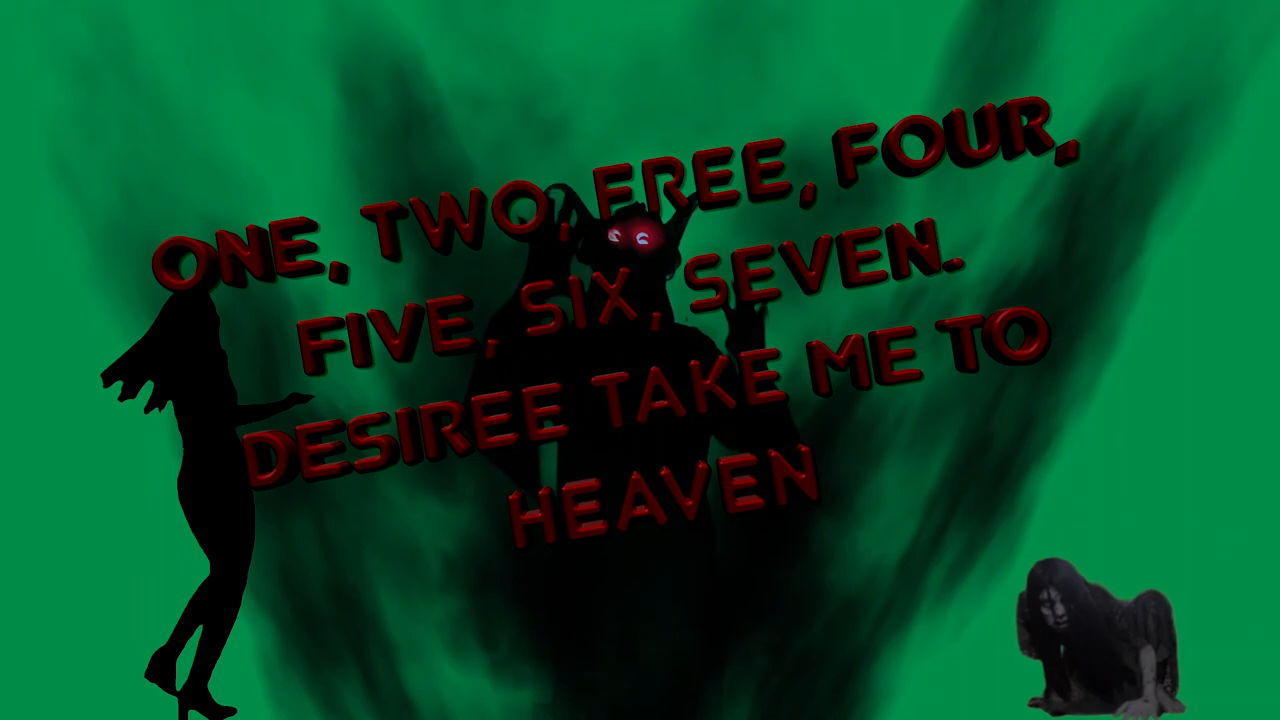 ONE, TWO, FREE, FOUR,
FIVE, SIX, SEVEN.
DESIREE TAKE ME TO
HEAVEN